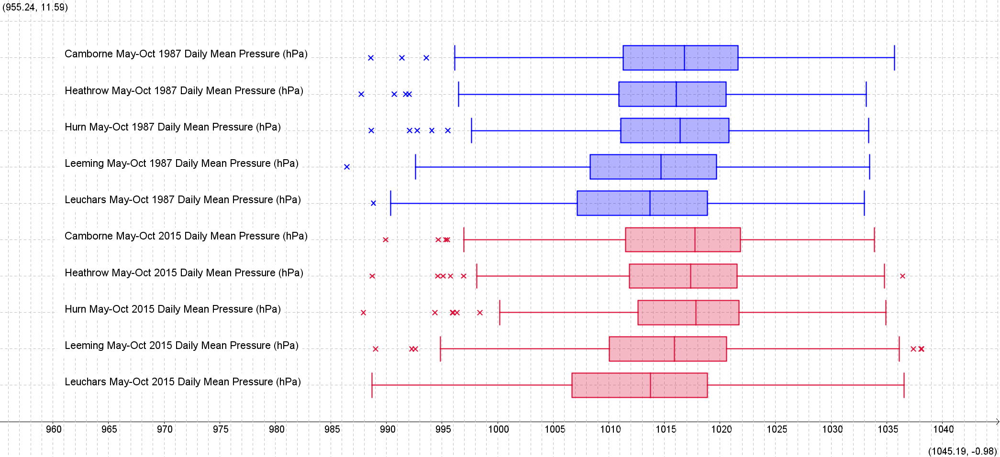 (955.24, 11.59)
Camborne May-Oct 1987 Daily Mean Pressure (hPa)
Heathrow May-Oct 1987 Daily Mean Pressure (hPa)
Hurn May-Oct 1987 Daily Mean Pressure (hPa)
Leeming May-Oct 1987 Daily Mean Pressure (hPa)
Leuchars May-Oct 1987 Daily Mean Pressure (hPa)
Camborne May-Oct 2015 Daily Mean Pressure (hPa)
Heathrow May-Oct 2015 Daily Mean Pressure (hPa)
Hurn May-Oct 2015 Daily Mean Pressure (hPa)
Leeming May-Oct 2015 Daily Mean Pressure (hPa)
Leuchars May-Oct 2015 Daily Mean Pressure (hPa)
960 965 970 975 980 985 990 995 1000 1005 1010 1015 1020 1025 1030 1035 1040
(1045.19, -0.98)